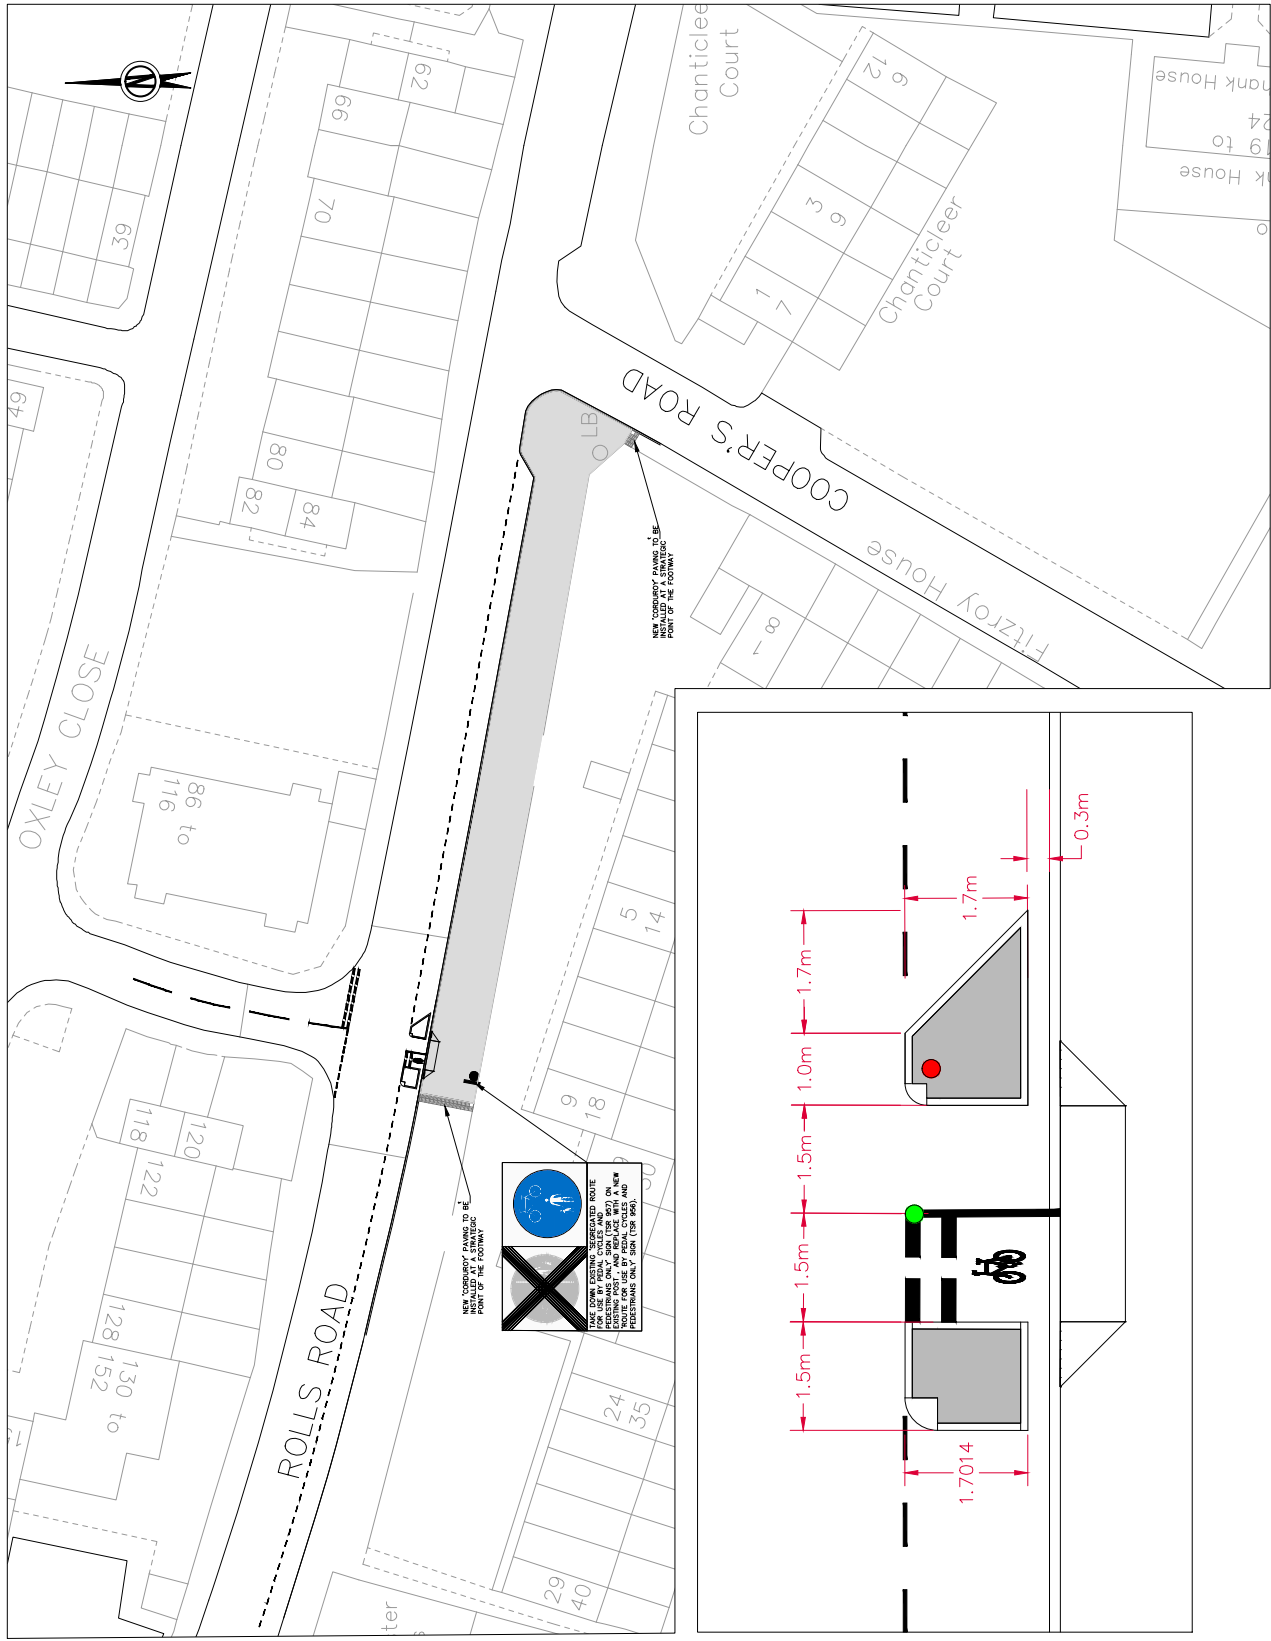 62
66
70
39
49
80
82
84
OXLEY CLOSE
86 to
116
118
120
122
128
130 to
152
ROLLS ROAD
Chanticleer
Court
12
6
3
9
1
7
Chanticleer
Court
19 to
24
House
COOPER'S ROAD
LB
Fitzroy House
1
8
NEW 'CORDUROY' PAVING TO BE
INSTALLED AT A STRATEGIC
POINT OF THE FOOTWAY
5
14
9
18
24
35
29
40
NEW 'CORDUROY' PAVING TO BE
INSTALLED AT A STRATEGIC
POINT OF THE FOOTWAY
TAKE DOWN EXISTING 'SEGREGATED ROUTE
FOR USE BY PEDAL CYCLES AND
PEDESTRIANS ONLY' SIGN (TSR 957) ON
EXISTING POST, AND REPLACE WITH A NEW
'ROUTE FOR USE BY PEDAL CYCLES AND
PEDESTRIANS ONLY' SIGN (TSR 956).
1.7m
1.0m
1.5m
1.5m
1.5m
1.7m
0.3m
1.7014
N